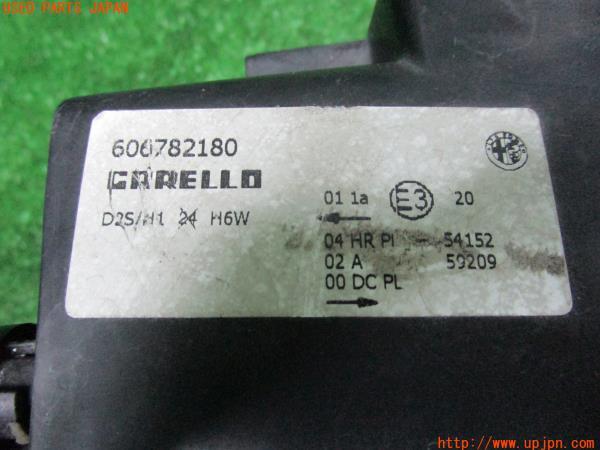 USED PARTS JAPAN
606782180
CARELLO
D2S/H1 24 H6W
01 1a E3 20
04 HR Pl 54152
02 A 59209
00 DC PL
http://www.upjpn.com/